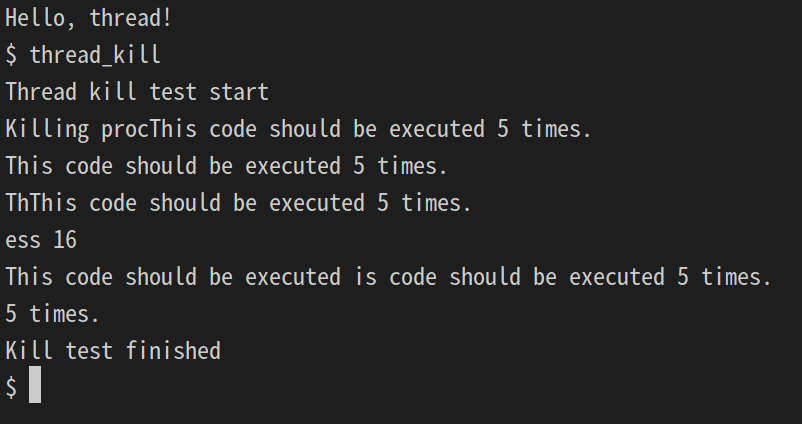 Hello, thread!
$ thread_kill
Thread kill test start
Killing procThis code should be executed 5 times.
This code should be executed 5 times.
ThThis code should be executed 5 times.
ess 16
This code should be executed is code should be executed 5 times.
5 times.
Kill test finished
$